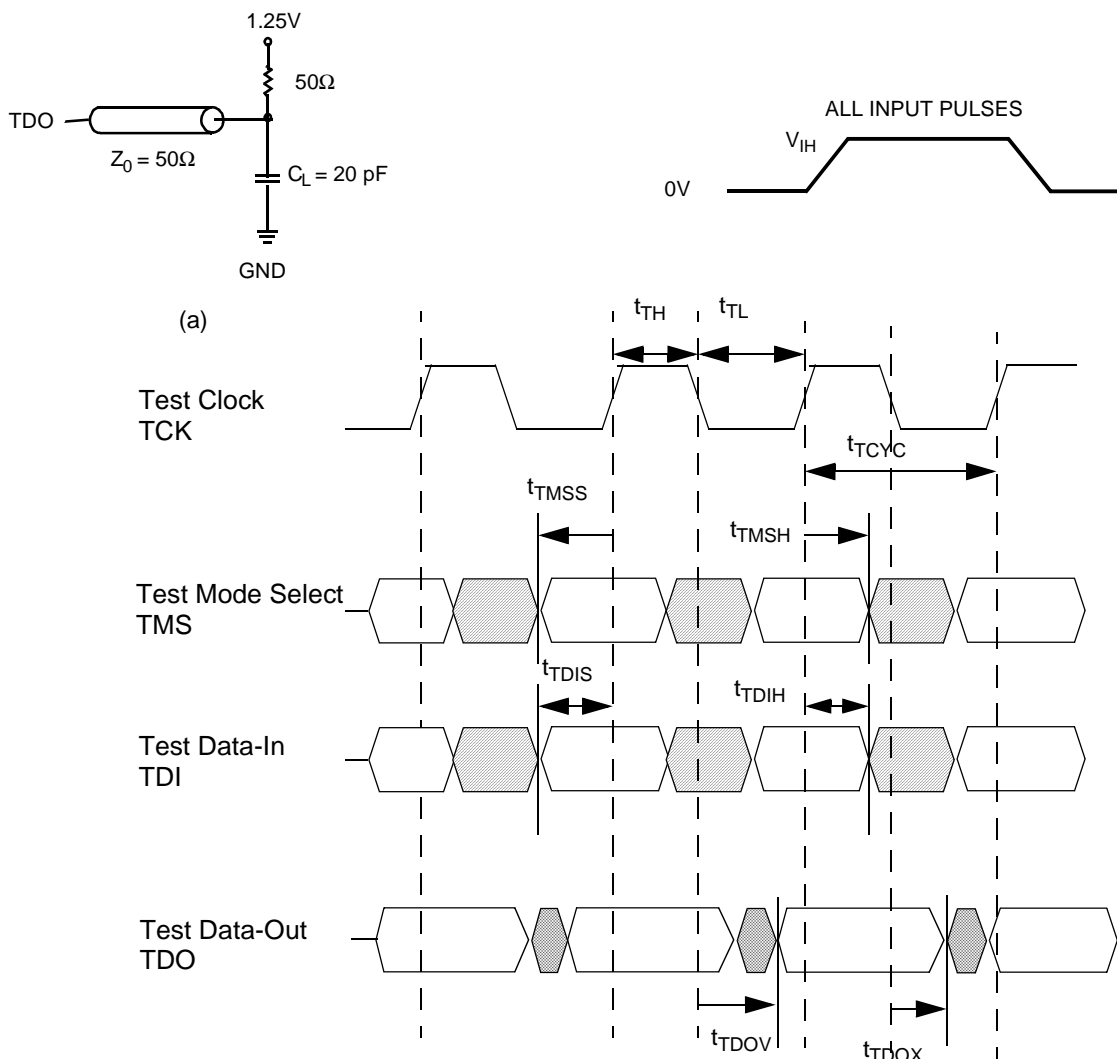 1.25V
50Ω
TDO
Z0 = 50Ω
CL = 20 pF
GND
(a)
ALL INPUT PULSES
VIH
0V
tTH
tTL
Test Clock
TCK
tTCYC
tTMSS
tTMSH
Test Mode Select
TMS
tTDIS
tTDIH
Test Data-In
TDI
Test Data-Out
TDO
tTDOV
tTDOX